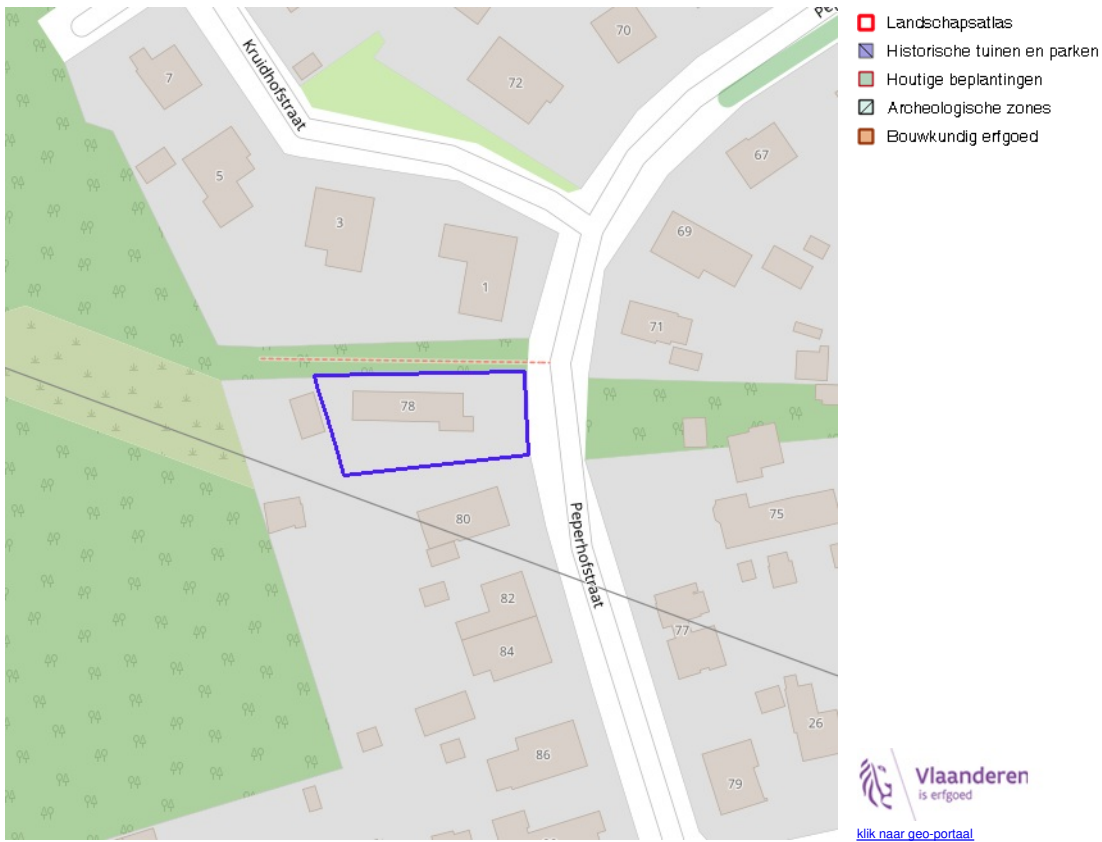 Landschapsatlas
Historische tuinen en parken
Houtige beplantingen
Archeologische zones
Bouwkundig erfgoed
70
7
Kruidhofstraat
72
67
5
3
69
1
71
78
80
75
Peperhofstraat
82
77
84
26
86
79
Vlaanderen
is erfgoed
klik naar geo-portaal